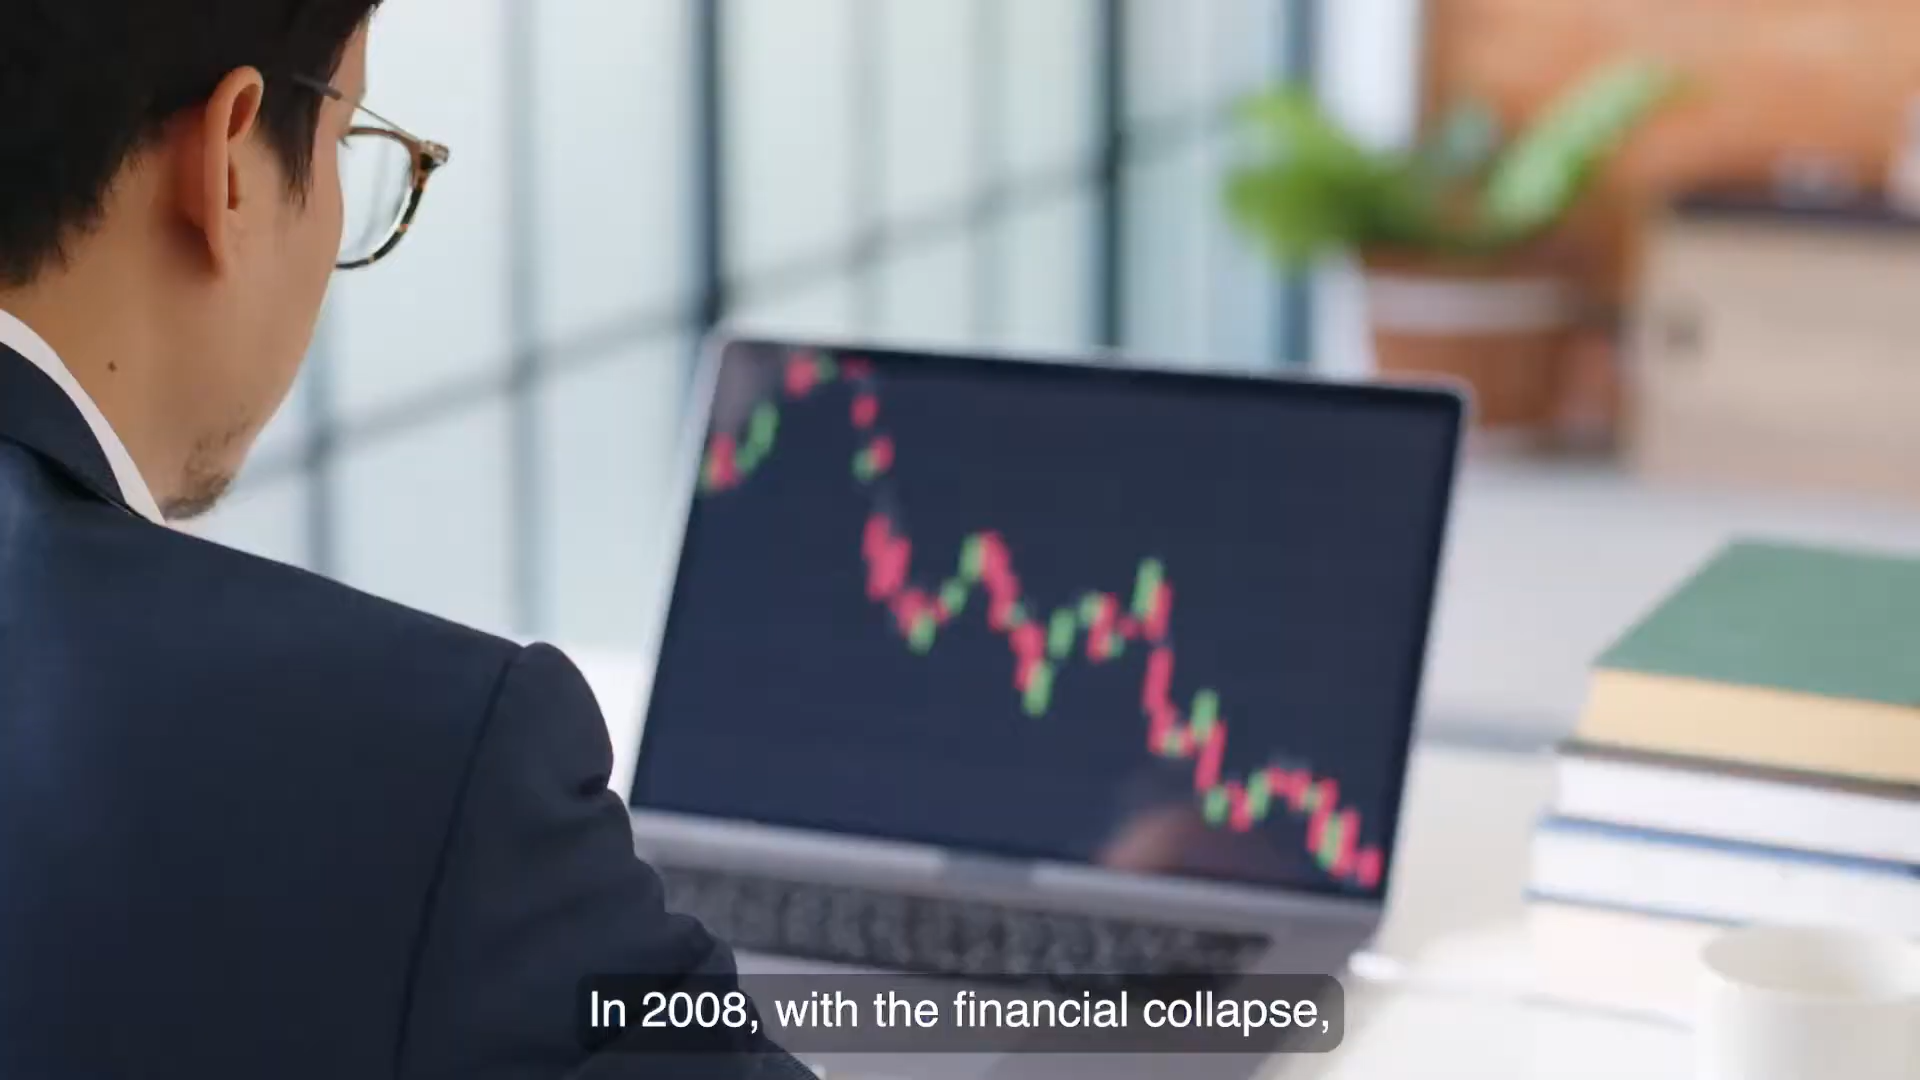 In 2008, with the financial collapse,